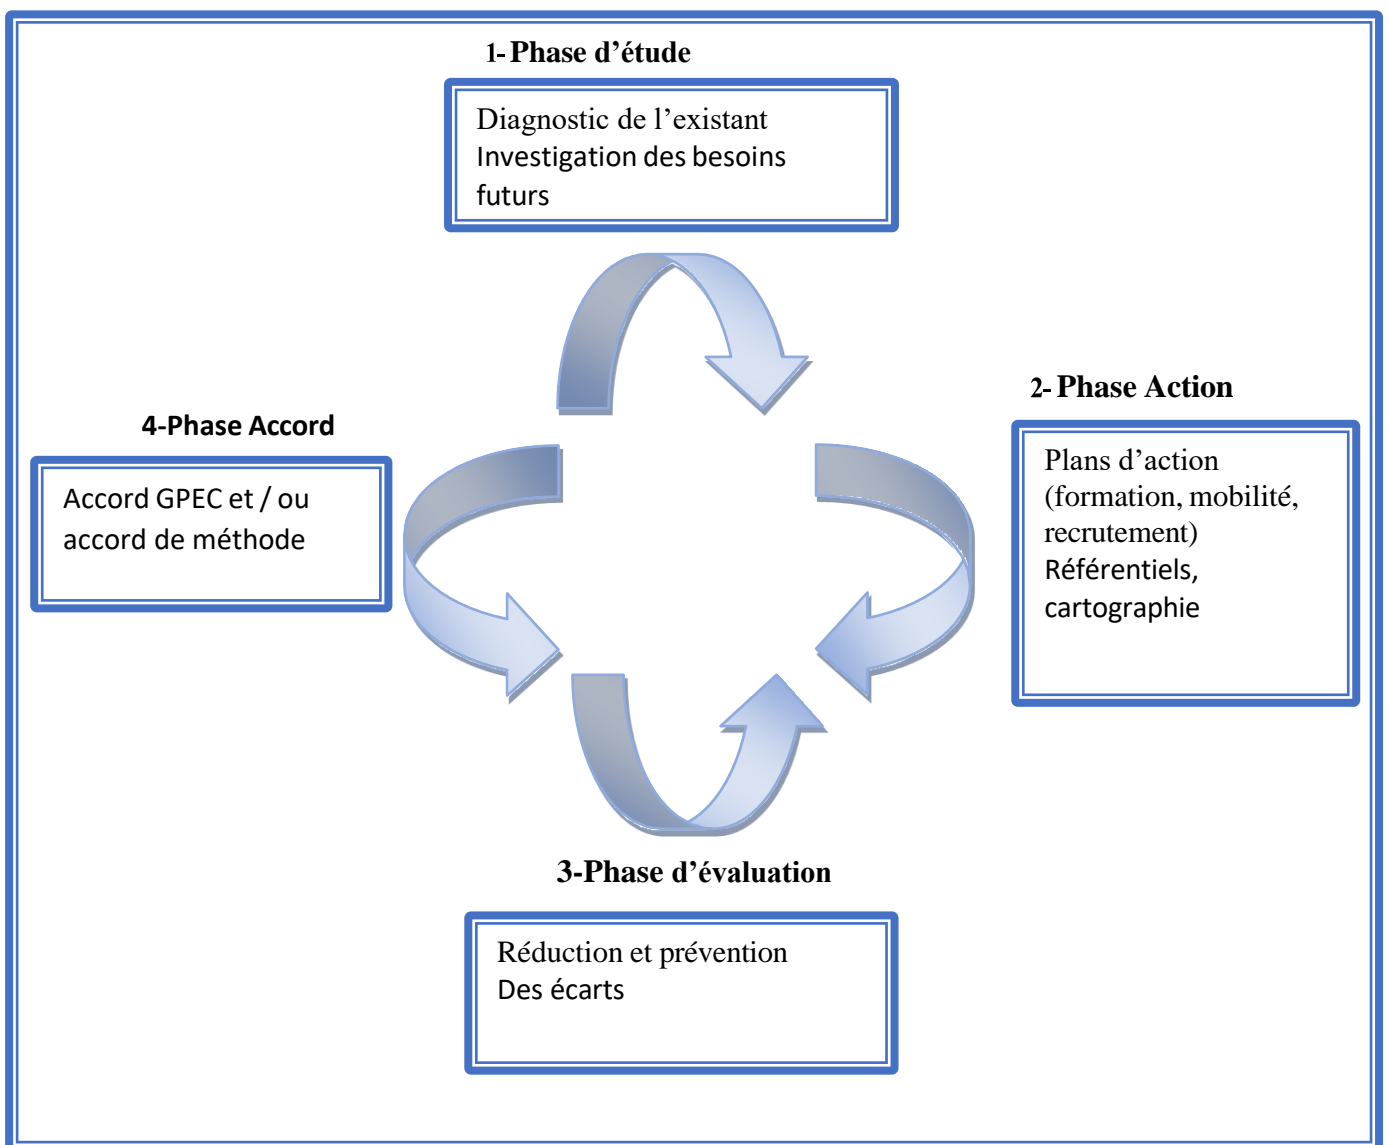 1- Phase d’étude
Diagnostic de l’existant
Investigation des besoins
futurs
2- Phase Action
Plans d’action
(formation, mobilité,
recrutement)
Référentiels,
cartographie
3-Phase d’évaluation
Réduction et prévention
Des écarts
4-Phase Accord
Accord GPEC et / ou
accord de méthode